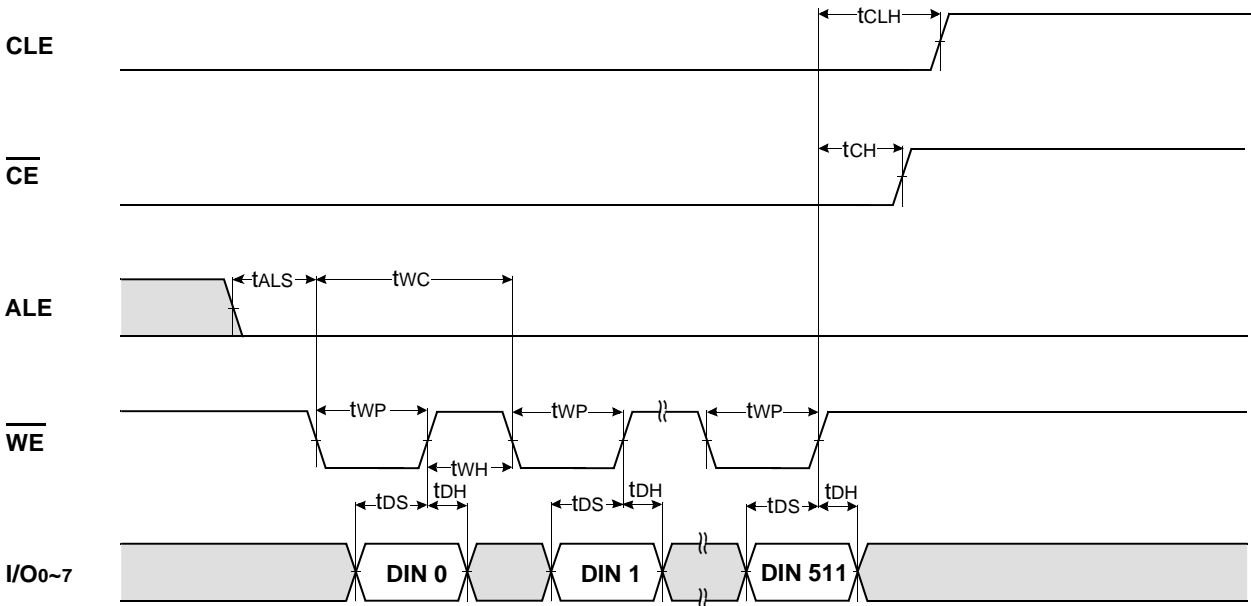 CLE
tCLH
CE
tCH
ALE
tALS
tWC
WE
tWP
tWP
tWP
tWH
tDS
tDH
tDS
tDH
tDS
tDH
I/O0~7
DIN 0
DIN 1
DIN 511